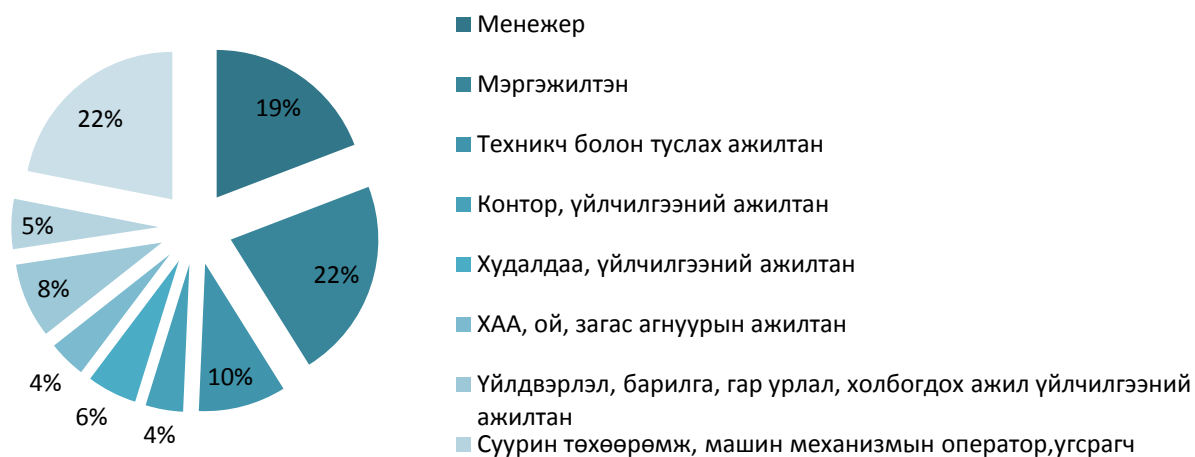 Менежер
19%
22%
Мэргэжилтэн
Техникч болон туслах ажилтан
Контор, үйлчилгээний ажилтан
5%
Худалдаа, үйлчилгээний ажилтан
22%
8%
ХАА, ой, загас агнуурын ажилтан
10%
4%
Үйлдвэрлэл, барилга, гар урлал, холбогдох ажил үйлчилгээний
ажилтан
6%
4%
Суурин төхөөрөмж, машин механизмын оператор,угсрагч